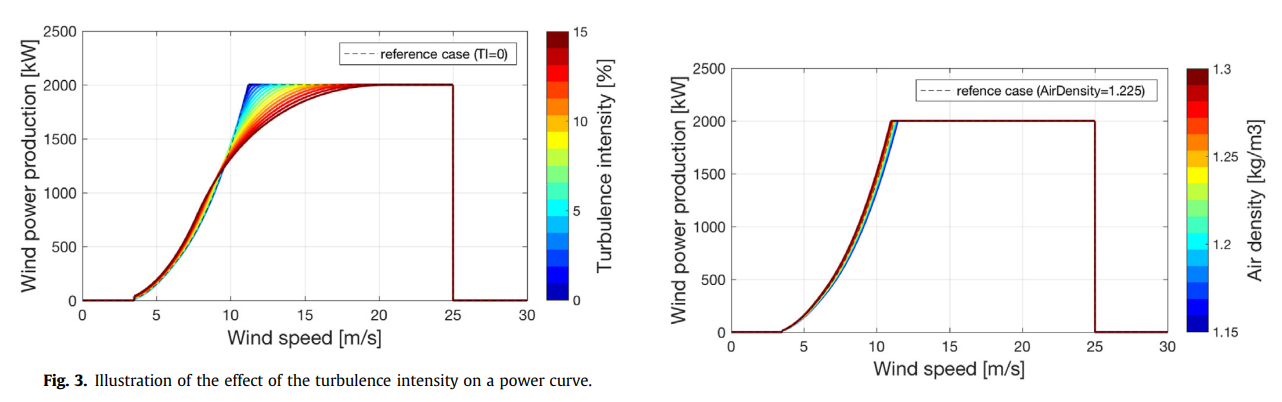 2500
2000
1500
1000
500
0
0 5 10 15 20 25 30
Wind power production [kW]
Wind speed [m/s]
reference case (TI=0)
15
10
5
0
Turbulence intensity [%]
Fig. 3. Illustration of the effect of the turbulence intensity on a power curve.
2500
2000
1500
1000
500
0
0 5 10 15 20 25 30
Wind power production [kW]
Wind speed [m/s]
refence case (AirDensity=1.225)
1.3
1.25
1.2
1.15
Air density [kg/m3]